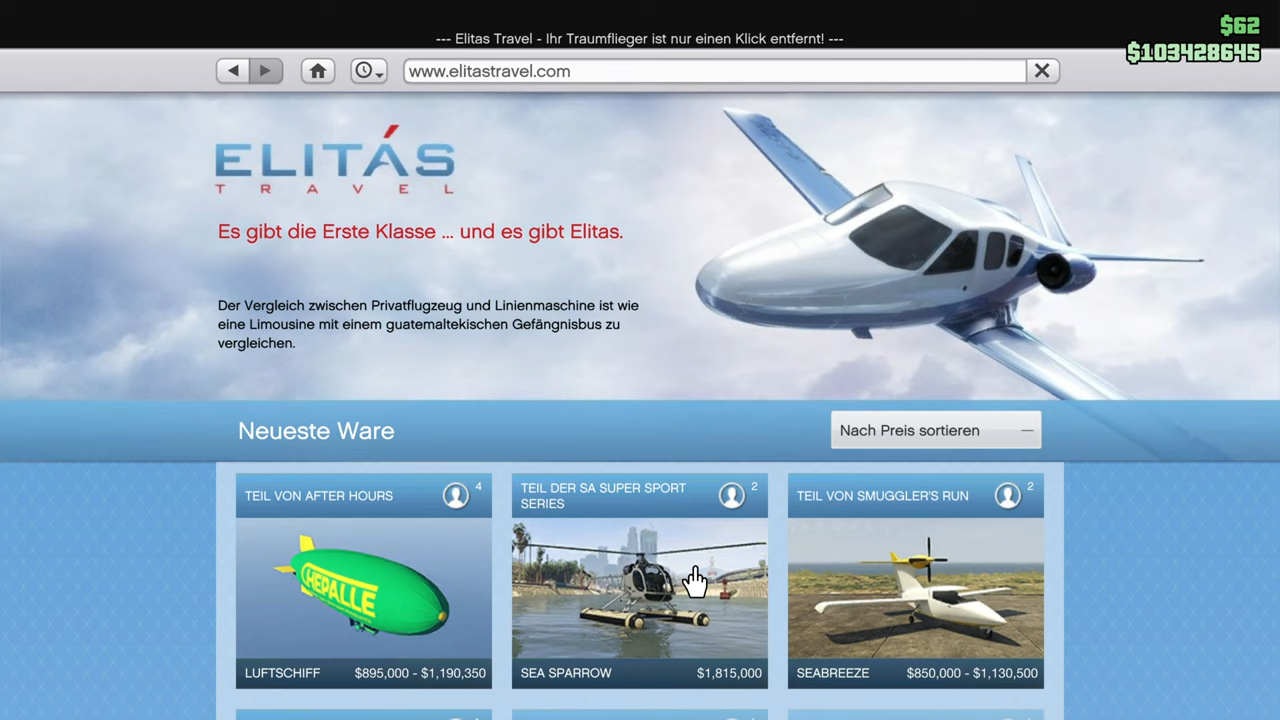 $62
--- Elitas Travel - Ihr Traumflieger ist nur einen Klick entfernt! ---
$103428645
www.elitastravel.com
ELITÁS
TRAVEL
Es gibt die Erste Klasse ... und es gibt Elitas.
Der Vergleich zwischen Privatflugzeug und Linienmaschine ist wie
eine Limousine mit einem guatemaltekischen Gefängnisbus zu
vergleichen.
Neueste Ware
Nach Preis sortieren
TEIL VON AFTER HOURS
4
TEIL DER SA SUPER SPORT
SERIES
2
TEIL VON SMUGGLER'S RUN
2
HEPALLE
LUFTSCHIFF
$895,000 - $1,190,350
SEA SPARROW
$1,815,000
SEABREEZE
$850,000 - $1,130,500